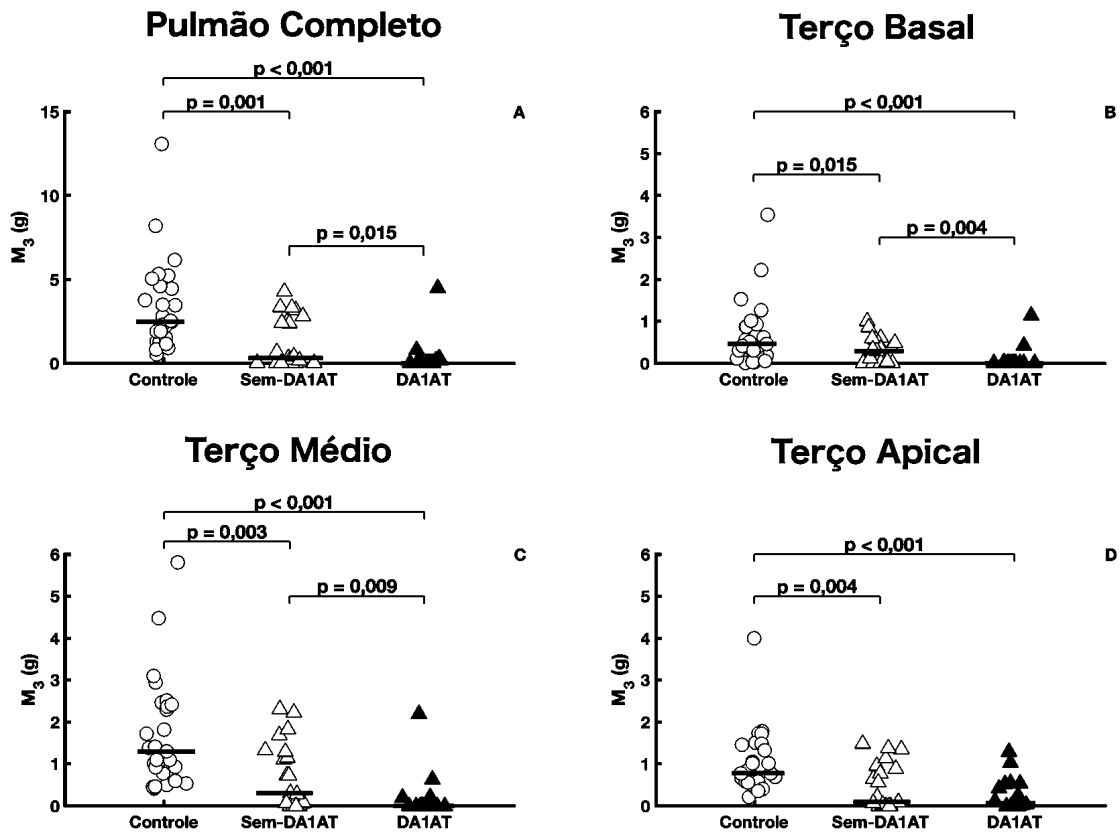 Pulmão Completo
p < 0,001
p = 0,001
A
p = 0,015
M3 (g)
15
10
5
0
Controle Sem-DA1AT DA1AT
Terço Basal
p < 0,001
B
p = 0,015
p = 0,004
M3 (g)
6
5
4
3
2
1
0
Controle Sem-DA1AT DA1AT
Terço Médio
p < 0,001
p = 0,003
C
p = 0,009
M3 (g)
6
5
4
3
2
1
0
Controle Sem-DA1AT DA1AT
Terço Apical
p < 0,001
D
p = 0,004
M3 (g)
6
5
4
3
2
1
0
Controle Sem-DA1AT DA1AT